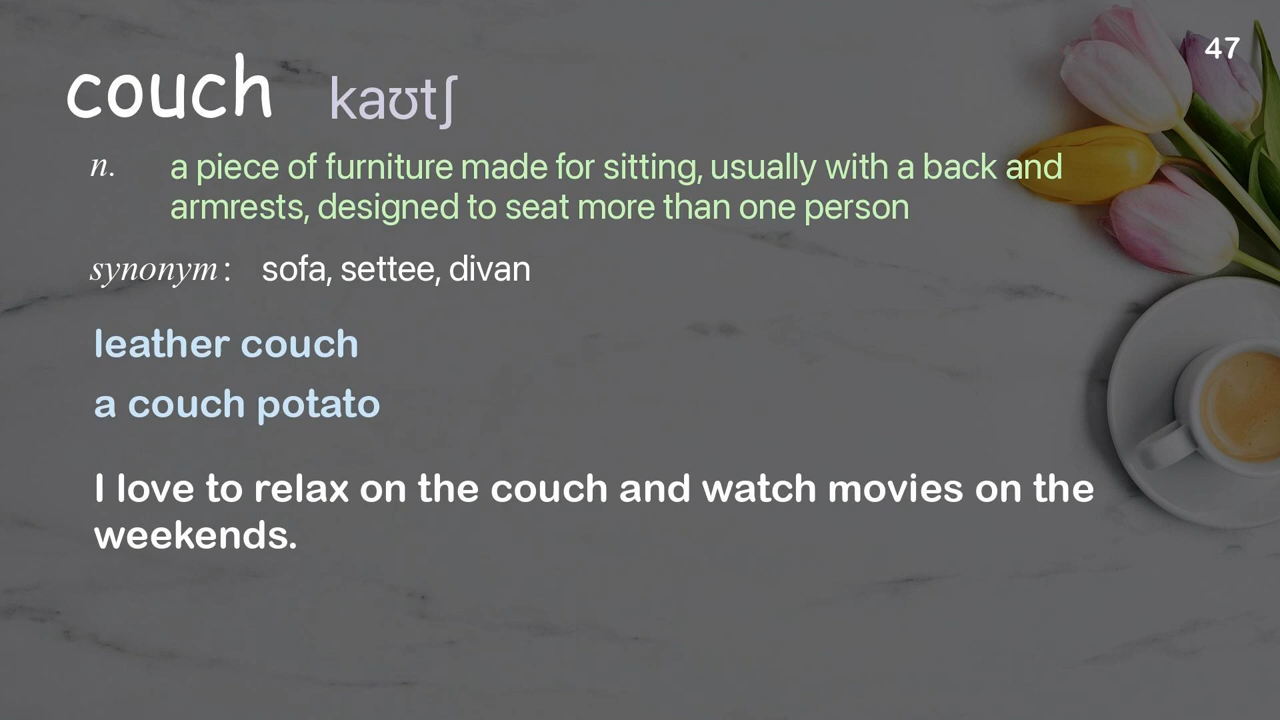 47
couch kaʊtʃ
n. a piece of furniture made for sitting, usually with a back and
armrests, designed to seat more than one person
synonym: sofa, settee, divan
leather couch
a couch potato
I love to relax on the couch and watch movies on the
weekends.